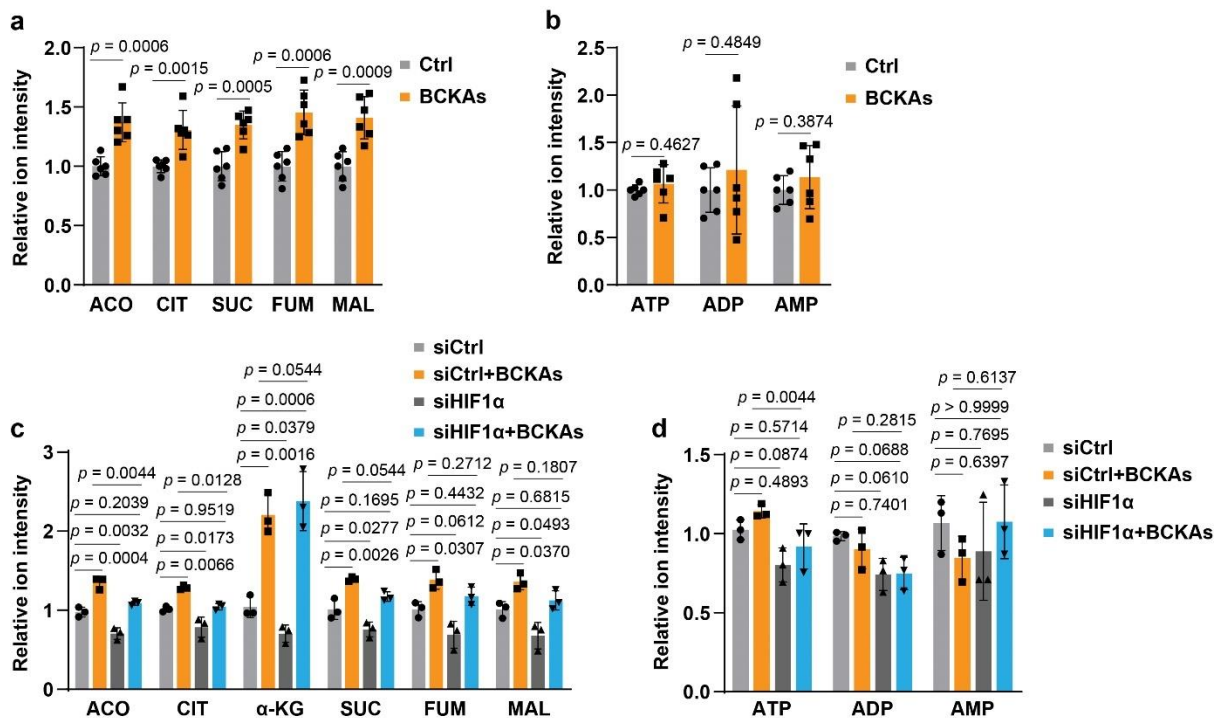 a
p = 0.0006
p = 0.0006
p = 0.0015
p = 0.0005
p = 0.0009
Relative ion intensity
2.0
1.5
1.0
0.5
0.0
ACO CIT SUC FUM MAL
Ctrl
BCKAs
b
p = 0.4849
p = 0.4627
p = 0.3874
Relative ion intensity
2.5
2.0
1.5
1.0
0.5
0.0
ATP ADP AMP
Ctrl
BCKAs
siCtrl
siCtrl+BCKAs
siHIF1α
siHIF1α+BCKAs
c
p = 0.0044
p = 0.2039
p = 0.0032
p = 0.0004
p = 0.0128
p = 0.9519
p = 0.0173
p = 0.0066
p = 0.0544
p = 0.0006
p = 0.0379
p = 0.0016
p = 0.0544
p = 0.1695
p = 0.0277
p = 0.0026
p = 0.2712
p = 0.4432
p = 0.0612
p = 0.0307
p = 0.1807
p = 0.6815
p = 0.0493
p = 0.0370
Relative ion intensity
3
2
1
0
ACO CIT α-KG SUC FUM MAL
d
p = 0.0044
p = 0.5714
p = 0.0874
p = 0.4893
p = 0.2815
p = 0.0688
p = 0.0610
p = 0.7401
p = 0.6137
p > 0.9999
p = 0.7695
p = 0.6397
Relative ion intensity
1.5
1.0
0.5
0.0
ATP ADP AMP
siCtrl
siCtrl+BCKAs
siHIF1α
siHIF1α+BCKAs